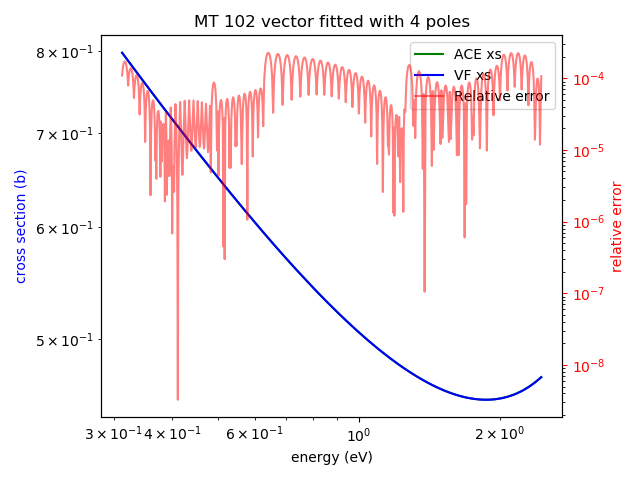 MT 102 vector fitted with 4 poles
ACE xs
VF xs
Relative error
8 × 10⁻¹
7 × 10⁻¹
6 × 10⁻¹
5 × 10⁻¹
cross section (b)
10⁻⁴
10⁻⁵
10⁻⁶
10⁻⁷
10⁻⁸
relative error
3 × 10⁻¹ 4 × 10⁻¹ 6 × 10⁻¹ 10⁰ 2 × 10⁰
energy (eV)